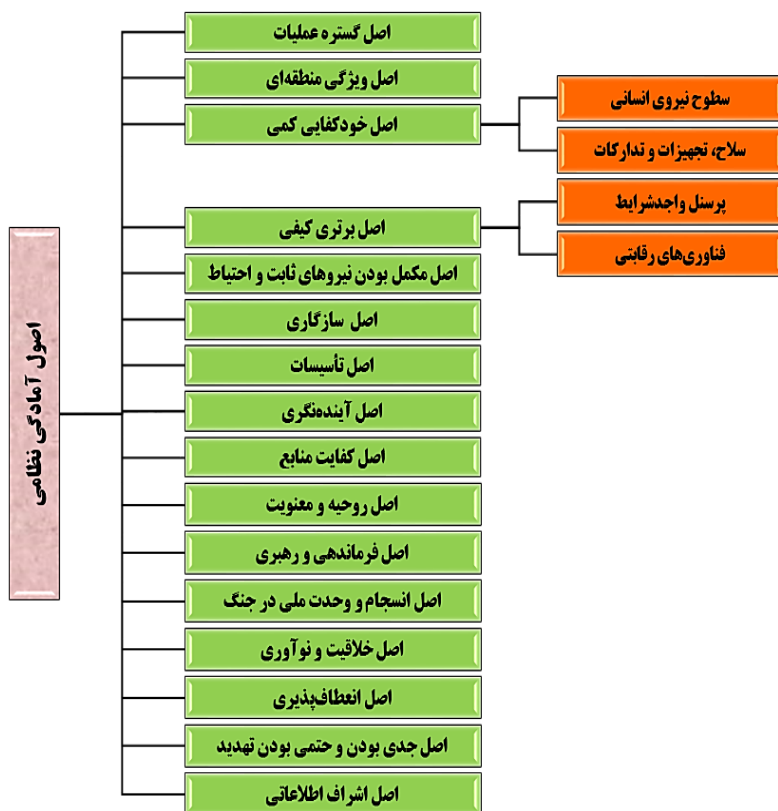 اصول آمادگی نظامی
اصل گستره عملیات
اصل ویژگی منطقه‌ای
اصل خودکفایی کمی
سطوح نیروی انسانی
سلاح، تجهیزات و تدارکات
اصل برتری کیفی
پرسنل واجدشرایط
فناوری‌های رقابتی
اصل مکمل بودن نیروهای ثابت و احتیاط
اصل سازگاری
اصل تأسیسات
اصل آینده‌نگری
اصل کفایت منابع
اصل روحیه و معنویت
اصل فرماندهی و رهبری
اصل انسجام و وحدت ملی در جنگ
اصل خلاقیت و نوآوری
اصل انعطاف‌پذیری
اصل جدی بودن و حتمی بودن تهدید
اصل اشراف اطلاعاتی